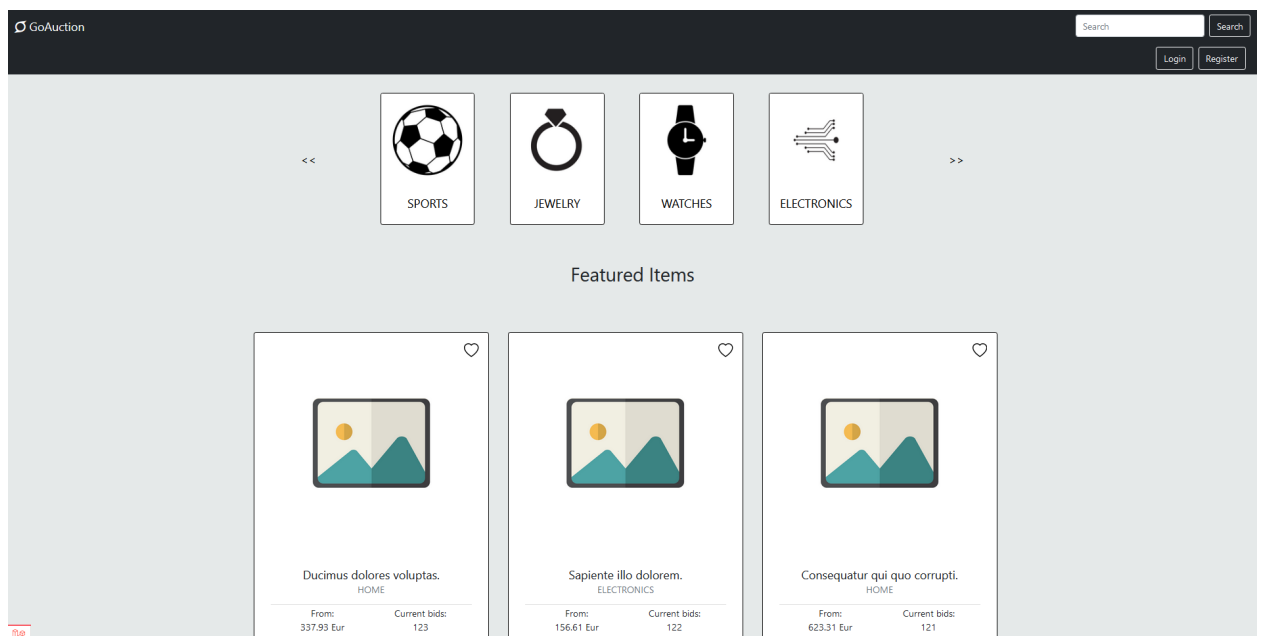 GoAuction
Search Search
Login Register
<< >>
SPORTS JEWELRY WATCHES ELECTRONICS
Featured Items
Ducimus dolores voluptas. Sapiente illo dolorem. Consequatur qui quo corrupti.
HOME ELECTRONICS HOME
From: Current bids: From: Current bids: From: Current bids:
337.93 Eur 123 156.61 Eur 122 623.31 Eur 121